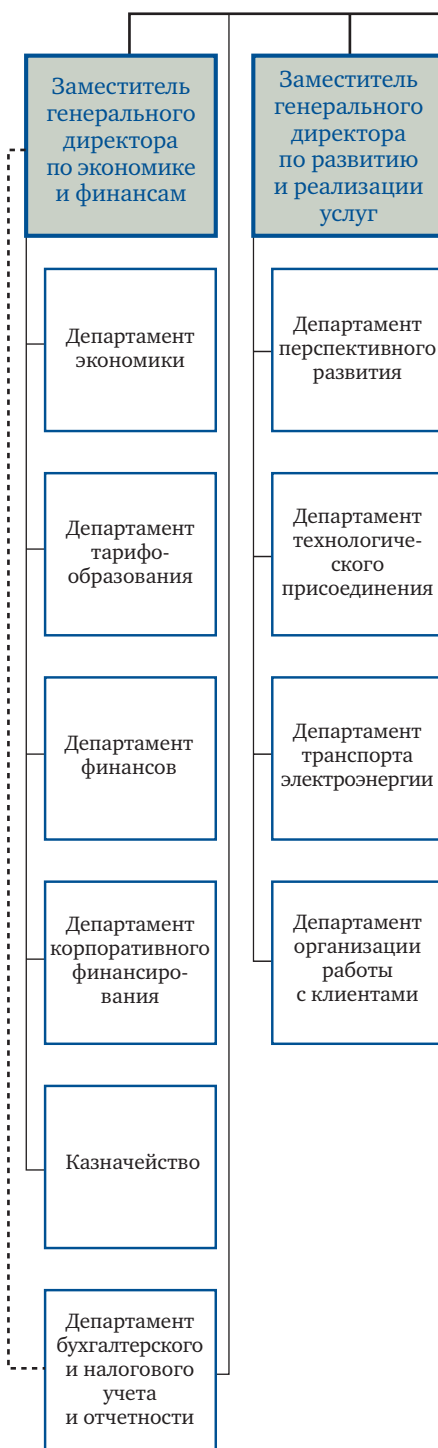 Заместитель
генерального
директора
по экономике
и финансам
Департамент
экономики
Департамент
тарифо-
образования
Департамент
финансов
Департамент
корпоративного
финансиро-
вания
Казначейство
Департамент
бухгалтерского
и налогового
учета
и отчетности
Заместитель
генерального
директора
по развитию
и реализации
услуг
Департамент
перспективного
развития
Департамент
технологиче-
ского
присоединения
Департамент
транспорта
электроэнергии
Департамент
организации
работы
с клиентами